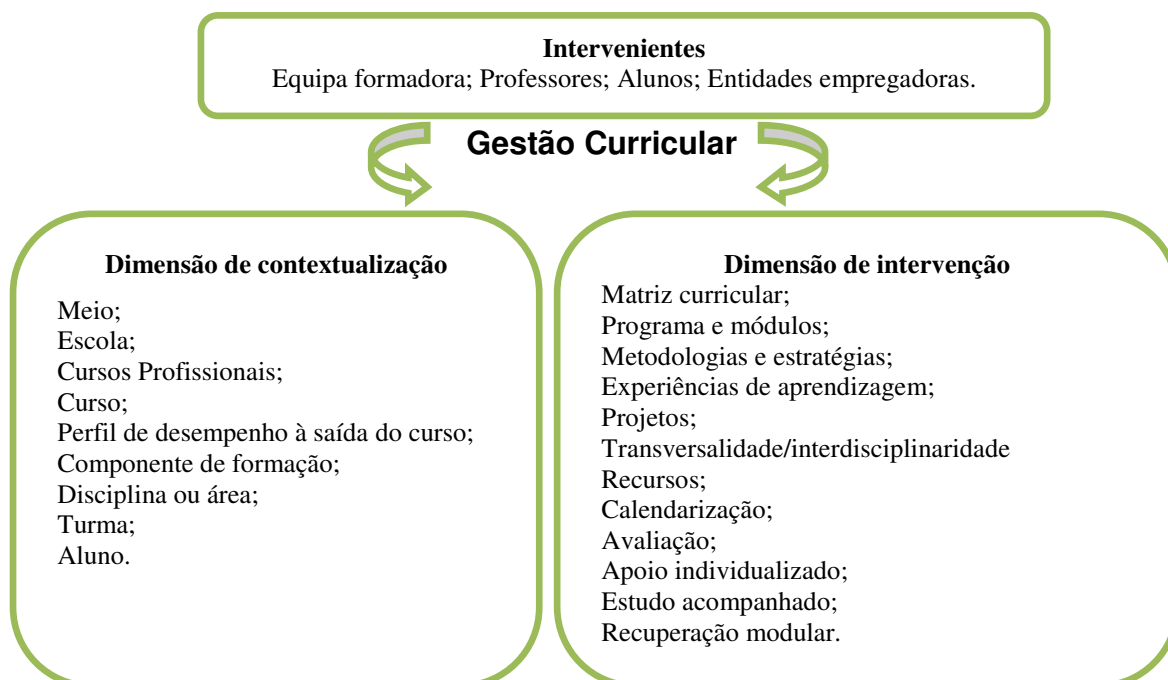 Intervenientes
Equipa formadora; Professores; Alunos; Entidades empregadoras.
Gestão Curricular
Dimensão de contextualização
Meio;
Escola;
Cursos Profissionais;
Curso;
Perfil de desempenho à saída do curso;
Componente de formação;
Disciplina ou área;
Turma;
Aluno.
Dimensão de intervenção
Matriz curricular;
Programa e módulos;
Metodologias e estratégias;
Experiências de aprendizagem;
Projetos;
Transversalidade/interdisciplinaridade
Recursos;
Calendarização;
Avaliação;
Apoio individualizado;
Estudo acompanhado;
Recuperação modular.